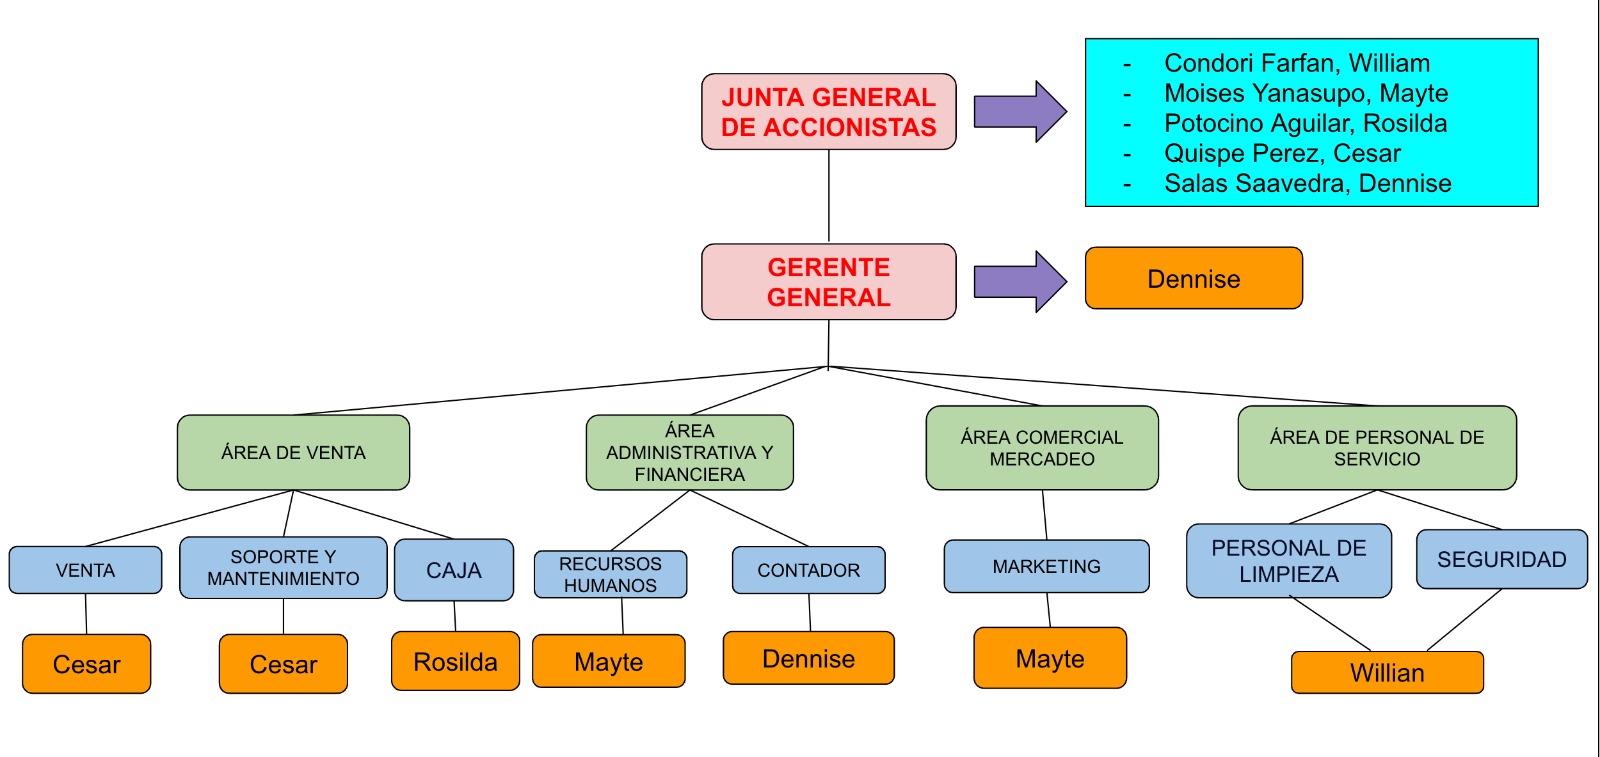 JUNTA GENERAL
DE ACCIONISTAS
- Condori Farfan, William
- Moises Yanasupo, Mayte
- Potocino Aguilar, Rosilda
- Quispe Perez, Cesar
- Salas Saavedra, Dennise
GERENTE
GENERAL
Dennise
ÁREA DE VENTA
ÁREA
ADMINISTRATIVA Y
FINANCIERA
ÁREA COMERCIAL
MERCADEO
ÁREA DE PERSONAL DE
SERVICIO
VENTA
SOPORTE Y
MANTENIMIENTO
CAJA
RECURSOS
HUMANOS
CONTADOR
MARKETING
PERSONAL DE
LIMPIEZA
SEGURIDAD
Cesar
Cesar
Rosilda
Mayte
Dennise
Mayte
Willian